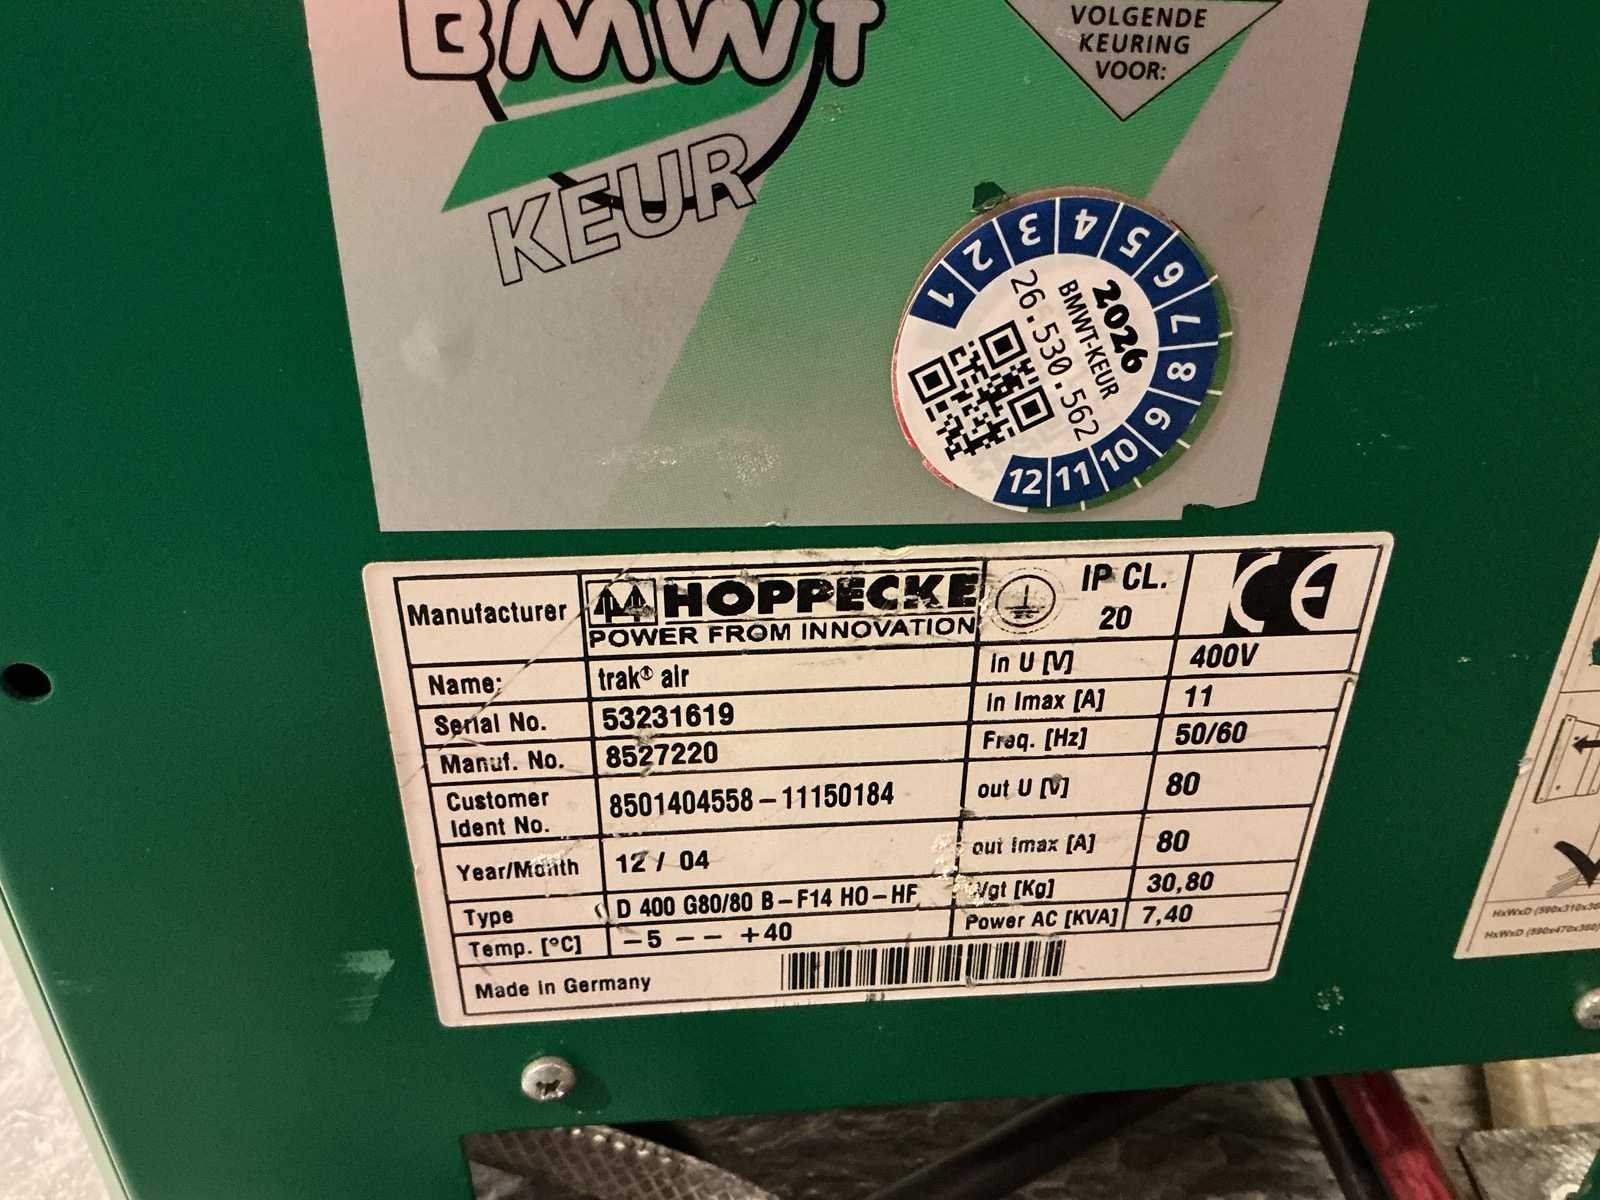 BMWT
KEUR
VOLGENDE
KEURING
VOOR:
1 2 3 4 5 6 7 8 9 10 11 12
2026
BMWT-KEUR
26.530.562
Manufacturer
HOPPECKE
POWER FROM INNOVATION
IP CL.
20
CE
Name: trak® air
In U [V] 400V
Serial No. 53231619
In Imax [A] 11
Manuf. No. 8527220
Freq. [Hz] 50/60
Customer
Ident No.
8501404558-11150184
out U [V] 80
Year/Month 12 / 04
out Imax [A] 80
Type D 400 G80/80 B-F14 HO-HF
Wgt [Kg] 30,80
Temp. [°C] -5 -- +40
Power AC [KVA] 7,40
Made in Germany
HxWxD (590x310x36
HxWxD (590x470x380)